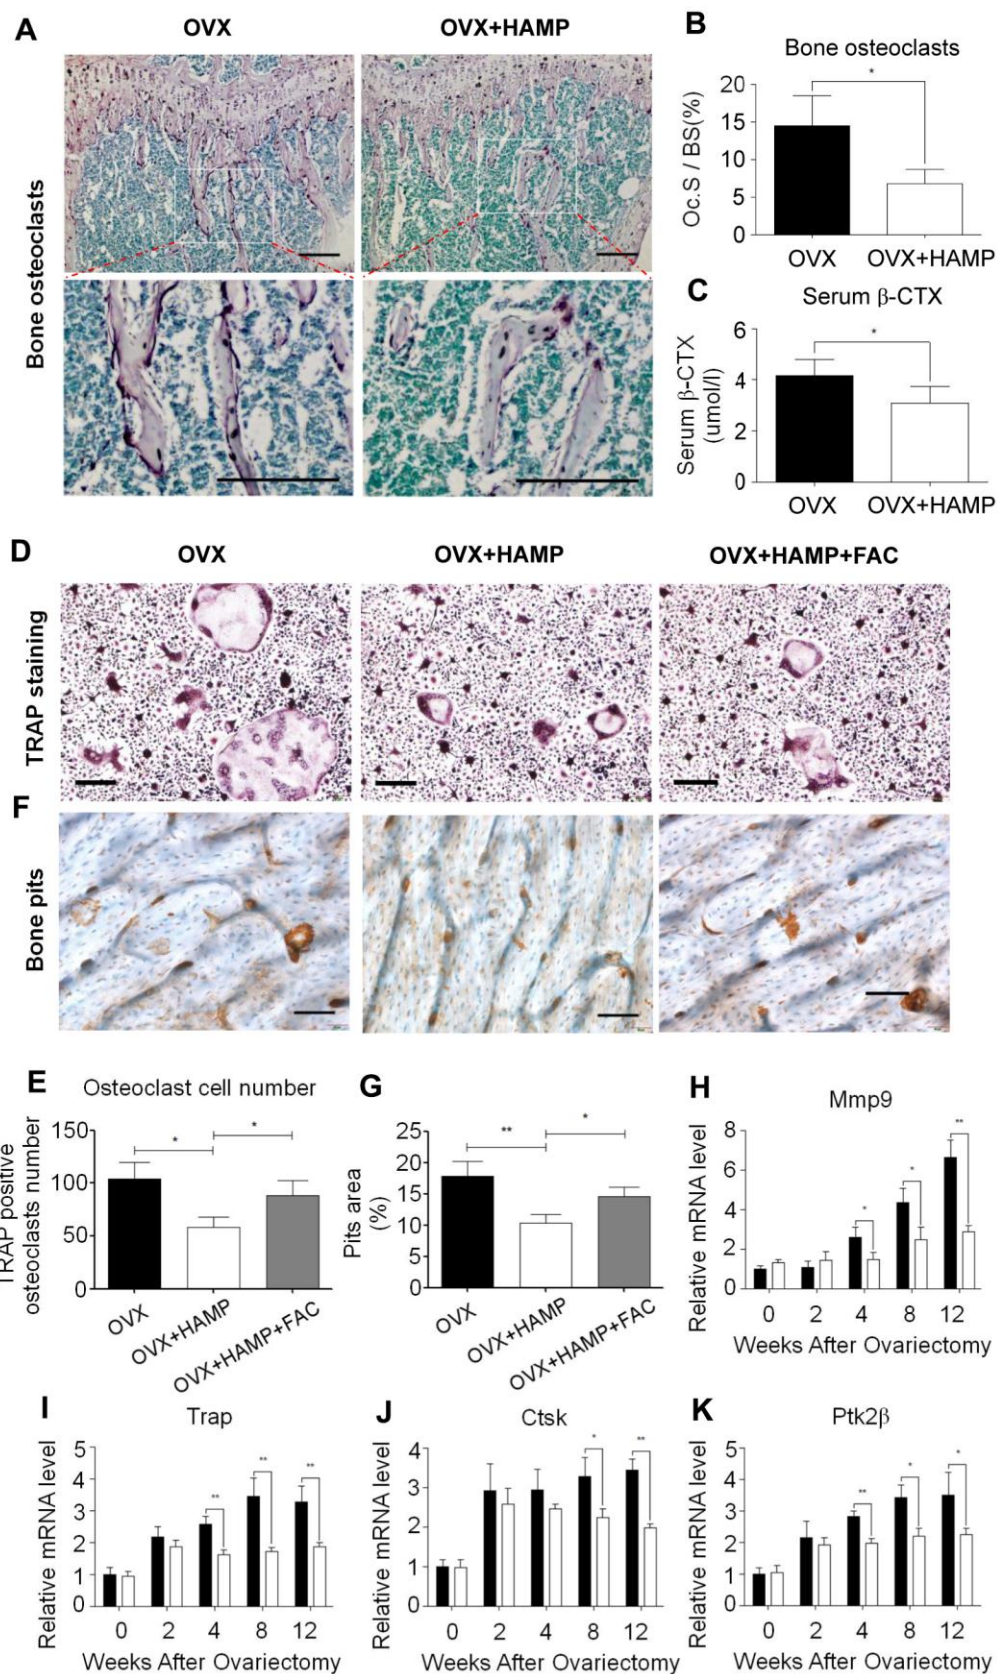 A
OVX
OVX+HAMP
Bone osteoclasts
B
Bone osteoclasts
Oc.S / BS(%)
20
15
10
5
0
*
OVX
OVX+HAMP
C
Serum β-CTX
Serum β-CTX
(umol/l)
6
4
2
0
*
OVX
OVX+HAMP
D
OVX
OVX+HAMP
OVX+HAMP+FAC
TRAP staining
F
Bone pits
E
Osteoclast cell number
TRAP positive
osteoclasts number
150
100
50
0
*
*
OVX
OVX+HAMP
OVX+HAMP+FAC
G
Pits area
(%)
25
20
15
10
5
0
**
*
OVX
OVX+HAMP
OVX+HAMP+FAC
H
Mmp9
Relative mRNA level
8
6
4
2
0
*
*
**
0 2 4 8 12
Weeks After Ovariectomy
I
Trap
Relative mRNA level
5
4
3
2
1
0
**
**
**
0 2 4 8 12
Weeks After Ovariectomy
J
Ctsk
Relative mRNA level
4
3
2
1
0
*
**
0 2 4 8 12
Weeks After Ovariectomy
K
Ptk2β
Relative mRNA level
5
4
3
2
1
0
**
*
*
0 2 4 8 12
Weeks After Ovariectomy